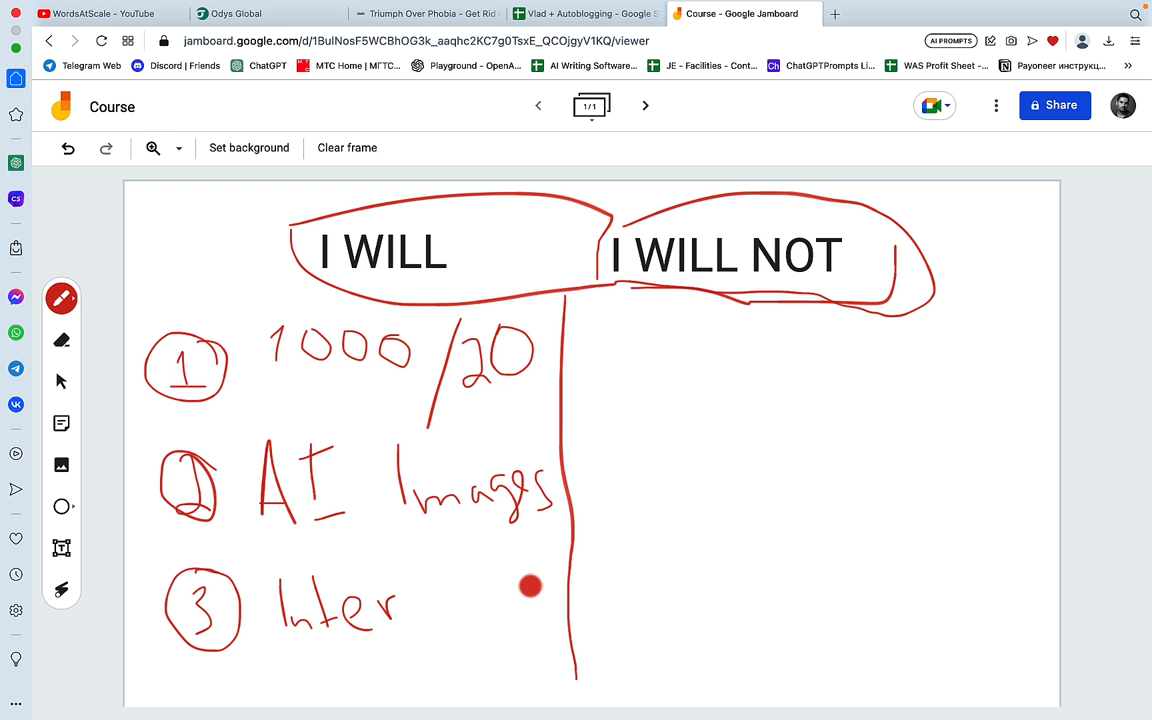 WordsAtScale - YouTube
Odys Global
Triumph Over Phobia - Get Rid
Vlad + Autoblogging - Google S
Course - Google Jamboard
jamboard.google.com/d/1BulNosF5WCBhOG3k_aaqhc2KC7g0TsxE_QCOjgyV1KQ/viewer
AI PROMPTS
Telegram Web
Discord | Friends
ChatGPT
МТС Home | МГТС...
Playground - OpenA...
AI Writing Software...
JE - Facilities - Cont...
ChatGPTPrompts Li...
WAS Profit Sheet -...
Payoneer инструкц...
Course
1/1
Share
Set background
Clear frame
CS
I WILL
I WILL NOT
1 1000/20
2 AI Images
3 Inter